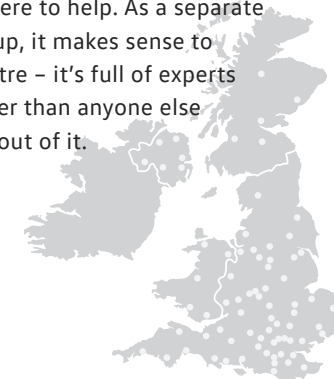 ere to help. As a separate
up, it makes sense to
tre – it's full of experts
er than anyone else
out of it.